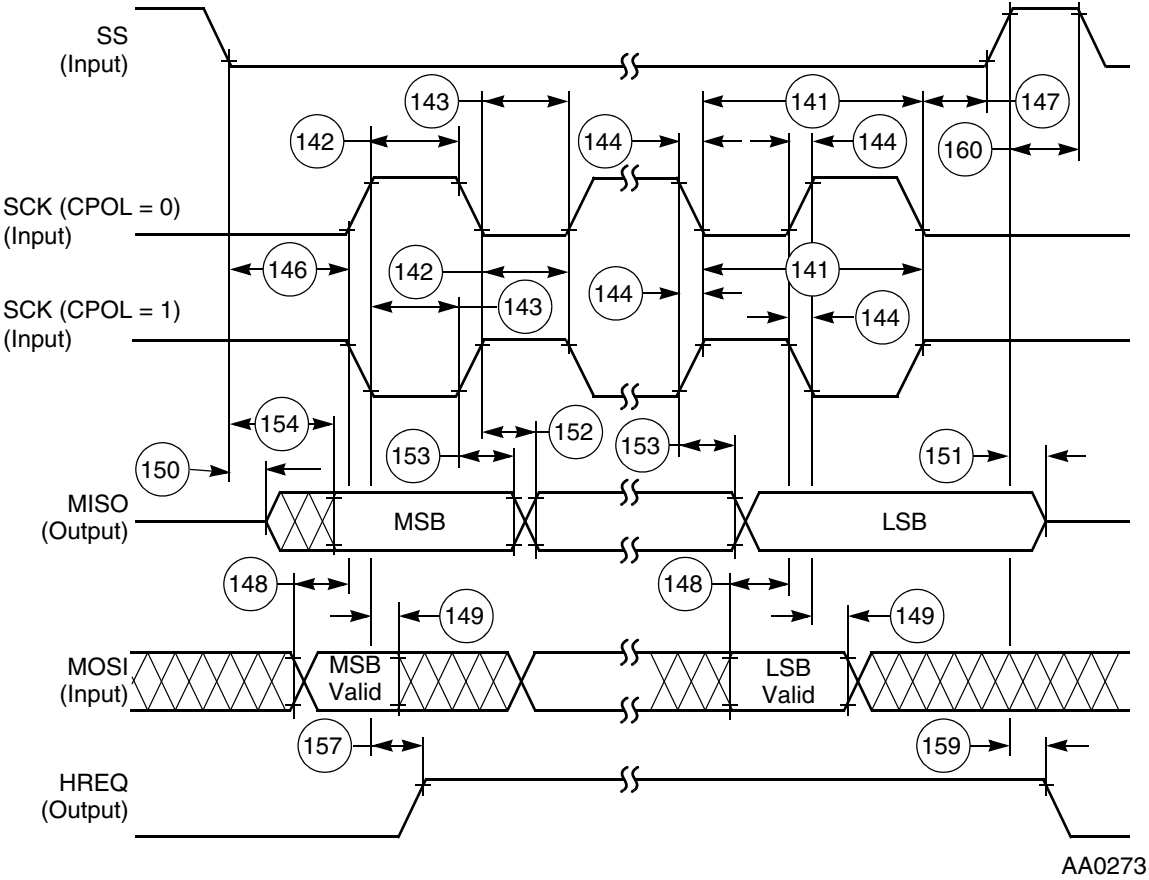 SS
(Input)
143
141
147
142
144
144
160
SCK (CPOL = 0)
(Input)
146
142
141
144
143
144
SCK (CPOL = 1)
(Input)
154
152
153
153
150
151
MISO
(Output)
MSB
LSB
148
148
149
149
MOSI
(Input)
MSB
Valid
LSB
Valid
157
159
HREQ
(Output)
AA0273